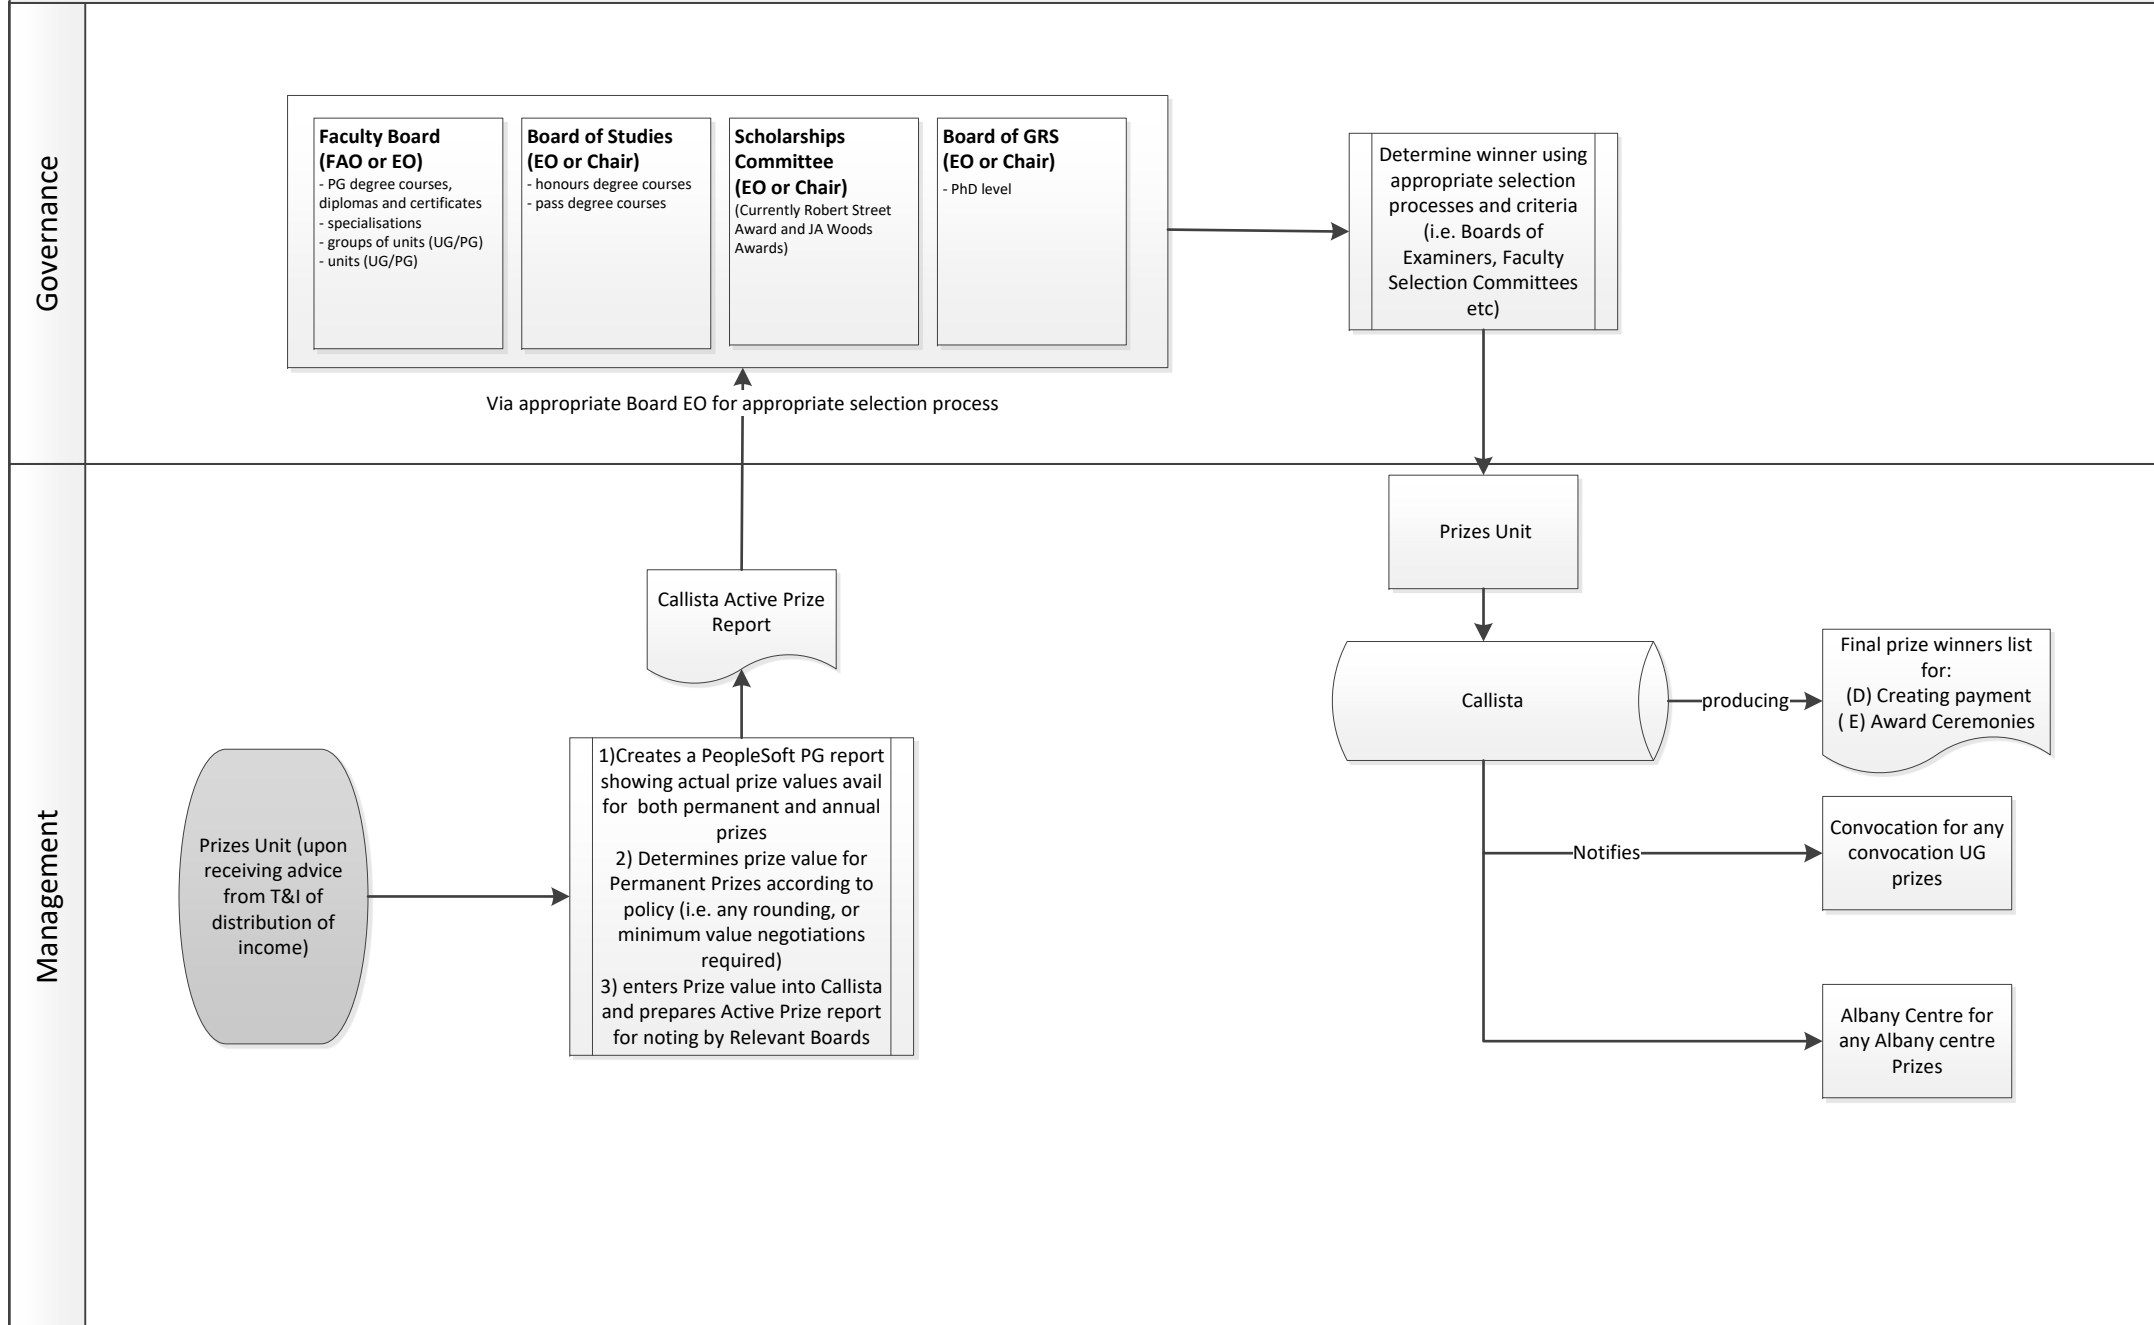 Governance
Faculty Board
(FAO or EO)
- PG degree courses,
diplomas and certificates
- specialisations
- groups of units (UG/PG)
- units (UG/PG)
Board of Studies
(EO or Chair)
- honours degree courses
- pass degree courses
Scholarships
Committee
(EO or Chair)
(Currently Robert Street
Award and JA Woods
Awards)
Board of GRS
(EO or Chair)
- PhD level
Determine winner using
appropriate selection
processes and criteria
(i.e. Boards of
Examiners, Faculty
Selection Committees
etc)
Via appropriate Board EO for appropriate selection process
Management
Prizes Unit (upon
receiving advice
from T&I of
distribution of
income)
1)Creates a PeopleSoft PG report
showing actual prize values avail
for both permanent and annual
prizes
2) Determines prize value for
Permanent Prizes according to
policy (i.e. any rounding, or
minimum value negotiations
required)
3) enters Prize value into Callista
and prepares Active Prize report
for noting by Relevant Boards
Callista Active Prize
Report
Prizes Unit
Callista
producing
Final prize winners list
for:
(D) Creating payment
( E) Award Ceremonies
Notifies
Convocation for any
convocation UG
prizes
Albany Centre for
any Albany centre
Prizes